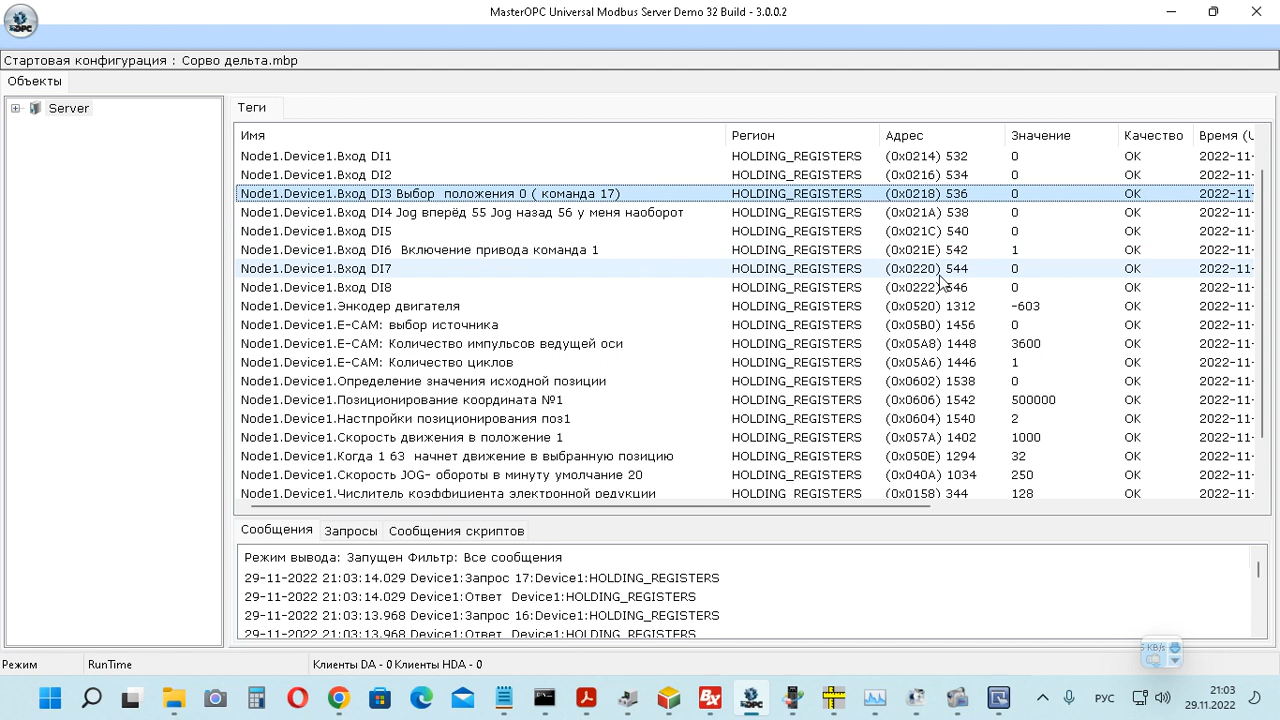 MasterOPC Universal Modbus Server Demo 32 Build - 3.0.0.2
Стартовая конфигурация : Сорво дельта.mbp
Объекты
Server
Теги
Имя Регион Адрес Значение Качество Время (U
Node1.Device1.Вход DI1 HOLDING_REGISTERS (0x0214) 532 0 OK 2022-11-
Node1.Device1.Вход DI2 HOLDING_REGISTERS (0x0216) 534 0 OK 2022-11-
Node1.Device1.Вход DI3 Выбор положения 0 ( команда 17) HOLDING_REGISTERS (0x0218) 536 0 OK 2022-11-
Node1.Device1.Вход DI4 Jog вперёд 55 Jog назад 56 у меня наоборот HOLDING_REGISTERS (0x021A) 538 0 OK 2022-11-
Node1.Device1.Вход DI5 HOLDING_REGISTERS (0x021C) 540 0 OK 2022-11-
Node1.Device1.Вход DI6 Включение привода команда 1 HOLDING_REGISTERS (0x021E) 542 1 OK 2022-11-
Node1.Device1.Вход DI7 HOLDING_REGISTERS (0x0220) 544 0 OK 2022-11-
Node1.Device1.Вход DI8 HOLDING_REGISTERS (0x0222) 546 0 OK 2022-11-
Node1.Device1.Энкодер двигателя HOLDING_REGISTERS (0x0520) 1312 -603 OK 2022-11-
Node1.Device1.E-CAM: выбор источника HOLDING_REGISTERS (0x05B0) 1456 0 OK 2022-11-
Node1.Device1.E-CAM: Количество импульсов ведущей оси HOLDING_REGISTERS (0x05A8) 1448 3600 OK 2022-11-
Node1.Device1.E-CAM: Количество циклов HOLDING_REGISTERS (0x05A6) 1446 1 OK 2022-11-
Node1.Device1.Определение значения исходной позиции HOLDING_REGISTERS (0x0602) 1538 0 OK 2022-11-
Node1.Device1.Позиционирование координата №1 HOLDING_REGISTERS (0x0606) 1542 500000 OK 2022-11-
Node1.Device1.Настпройки позиционирования поз1 HOLDING_REGISTERS (0x0604) 1540 2 OK 2022-11-
Node1.Device1.Скорость движения в положение 1 HOLDING_REGISTERS (0x057A) 1402 1000 OK 2022-11-
Node1.Device1.Когда 1 63 начнет движение в выбранную позицию HOLDING_REGISTERS (0x050E) 1294 32 OK 2022-11-
Node1.Device1.Скорость JOG- обороты в минуту умолчание 20 HOLDING_REGISTERS (0x040A) 1034 250 OK 2022-11-
Node1.Device1.Числитель коэффициента электронной редукции HOLDING_REGISTERS (0x0158) 344 128 OK 2022-11-
Сообщения Запросы Сообщения скриптов
Режим вывода: Запущен Фильтр: Все сообщения
29-11-2022 21:03:14.029 Device1:Запрос 17:Device1:HOLDING_REGISTERS
29-11-2022 21:03:14.029 Device1:Ответ Device1:HOLDING_REGISTERS
29-11-2022 21:03:13.968 Device1:Запрос 16:Device1:HOLDING_REGISTERS
29-11-2022 21:03:13.968 Device1:Ответ Device1:HOLDING_REGISTERS
5 KB/s
Режим RunTime Клиенты DA - 0 Клиенты HDA - 0
РУС
21:03
29.11.2022